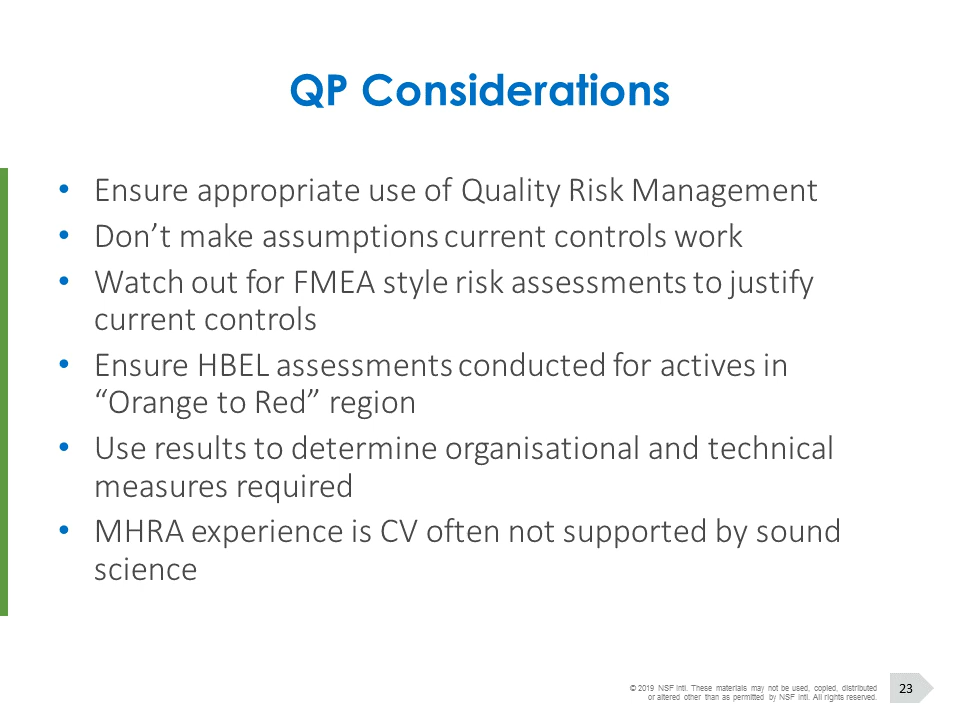 QP Considerations
• Ensure appropriate use of Quality Risk Management
• Don’t make assumptions current controls work
• Watch out for FMEA style risk assessments to justify
current controls
• Ensure HBEL assessments conducted for actives in
“Orange to Red” region
• Use results to determine organisational and technical
measures required
• MHRA experience is CV often not supported by sound
science
© 2019 NSF Intl. These materials may not be used, copied, distributed
or altered other than as permitted by NSF Intl. All rights reserved.
23